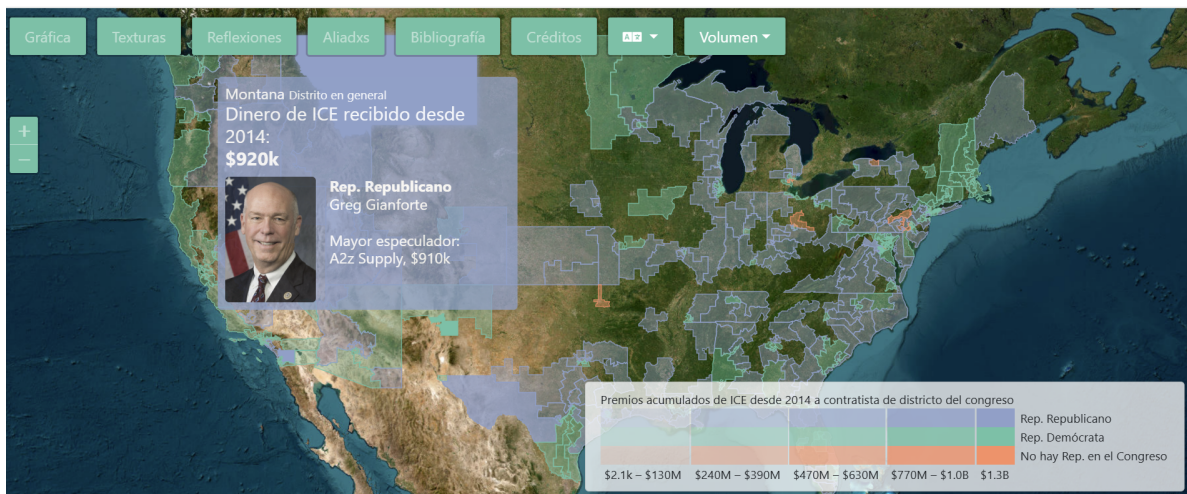 Gráfica
Texturas
Reflexiones
Aliadxs
Bibliografía
Créditos
Volumen
Montana Distrito en general
Dinero de ICE recibido desde
2014:
$920k
Rep. Republicano
Greg Gianforte
Mayor especulador:
A2z Supply, $910k
+
−
Premios acumulados de ICE desde 2014 a contratista de districto del congreso
Rep. Republicano
Rep. Demócrata
No hay Rep. en el Congreso
$2.1k – $130M
$240M – $390M
$470M – $630M
$770M – $1.0B
$1.3B